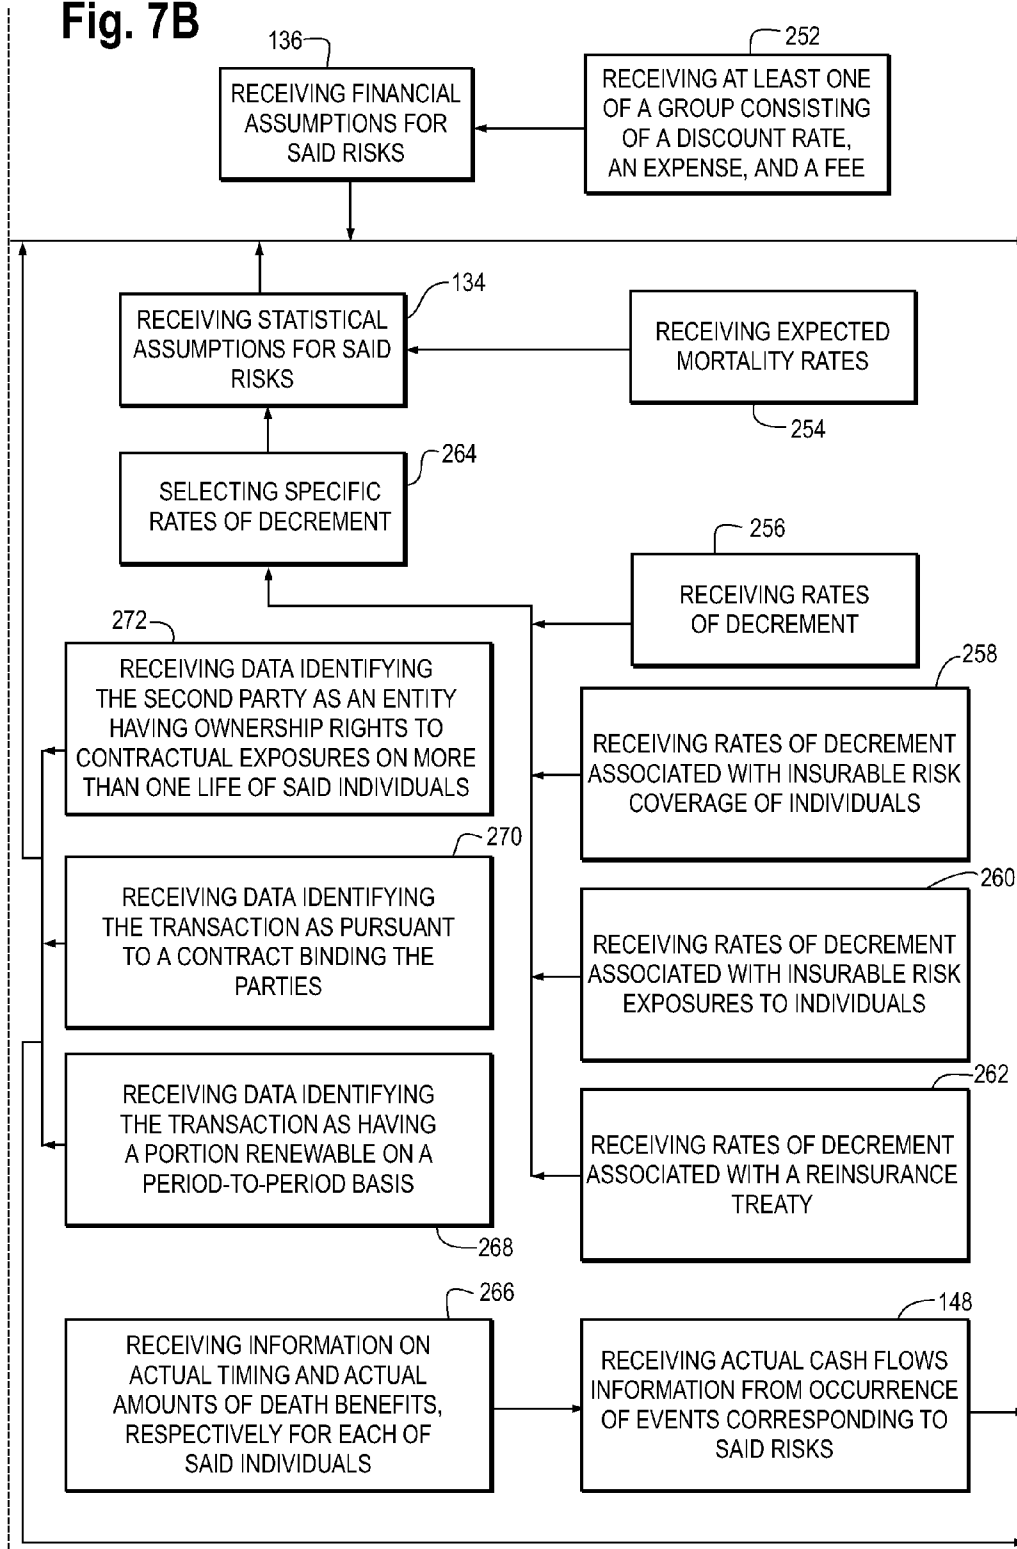 Fig. 7B
136
RECEIVING FINANCIAL
ASSUMPTIONS FOR
SAID RISKS
252
RECEIVING AT LEAST ONE
OF A GROUP CONSISTING
OF A DISCOUNT RATE,
AN EXPENSE, AND A FEE
134
RECEIVING STATISTICAL
ASSUMPTIONS FOR SAID
RISKS
RECEIVING EXPECTED
MORTALITY RATES
254
264
SELECTING SPECIFIC
RATES OF DECREMENT
256
RECEIVING RATES
OF DECREMENT
272
RECEIVING DATA IDENTIFYING
THE SECOND PARTY AS AN ENTITY
HAVING OWNERSHIP RIGHTS TO
CONTRACTUAL EXPOSURES ON MORE
THAN ONE LIFE OF SAID INDIVIDUALS
258
RECEIVING RATES OF DECREMENT
ASSOCIATED WITH INSURABLE RISK
COVERAGE OF INDIVIDUALS
270
RECEIVING DATA IDENTIFYING
THE TRANSACTION AS PURSUANT
TO A CONTRACT BINDING THE
PARTIES
260
RECEIVING RATES OF DECREMENT
ASSOCIATED WITH INSURABLE RISK
EXPOSURES TO INDIVIDUALS
RECEIVING DATA IDENTIFYING
THE TRANSACTION AS HAVING
A PORTION RENEWABLE ON A
PERIOD-TO-PERIOD BASIS
268
262
RECEIVING RATES OF DECREMENT
ASSOCIATED WITH A REINSURANCE
TREATY
266
RECEIVING INFORMATION ON
ACTUAL TIMING AND ACTUAL
AMOUNTS OF DEATH BENEFITS,
RESPECTIVELY FOR EACH OF
SAID INDIVIDUALS
148
RECEIVING ACTUAL CASH FLOWS
INFORMATION FROM OCCURRENCE
OF EVENTS CORRESPONDING TO
SAID RISKS